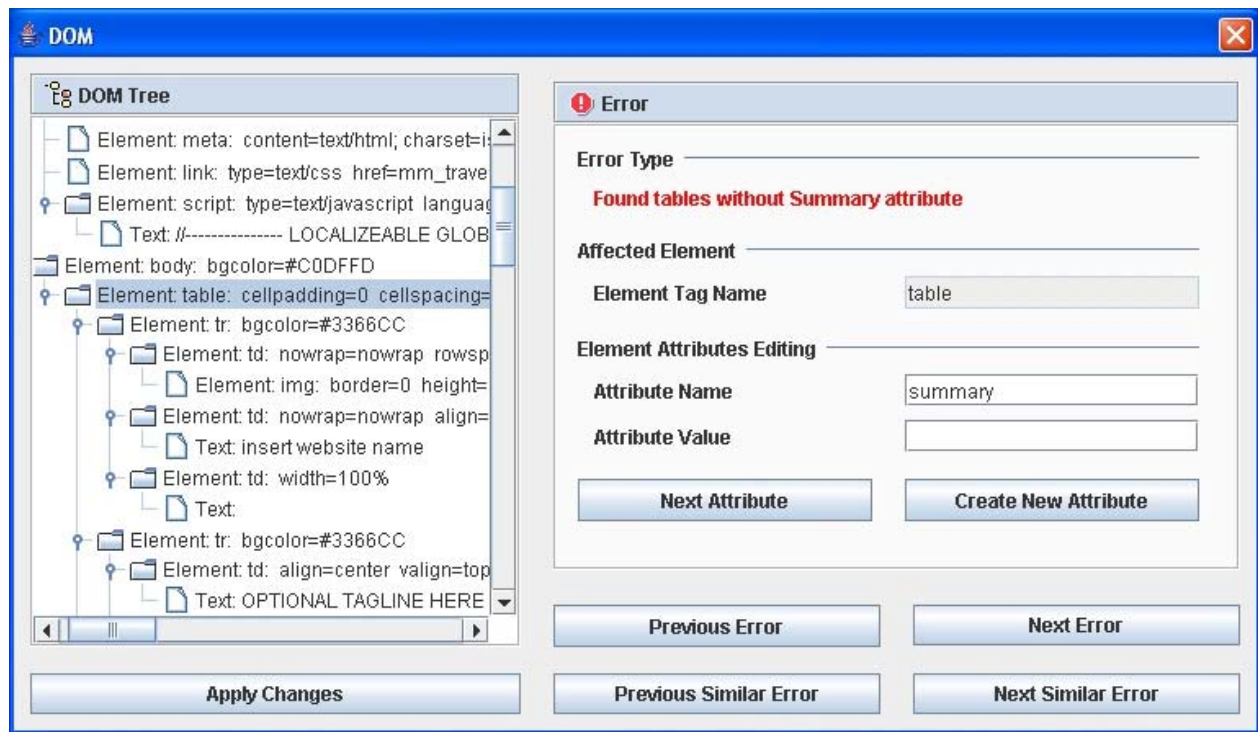 DOM
DOM Tree
Element: meta: content=text/html; charset=i
Element: link: type=text/css href=mm_trave
Element: script: type=text/javascript languag
Text: //--------------- LOCALIZEABLE GLOB
Element: body: bgcolor=#C0DFFD
Element: table: cellpadding=0 cellspacing=
Element: tr: bgcolor=#3366CC
Element: td: nowrap=nowrap rowsp
Element: img: border=0 height=
Element: td: nowrap=nowrap align=
Text: insert website name
Element: td: width=100%
Text:
Element: tr: bgcolor=#3366CC
Element: td: align=center valign=top
Text: OPTIONAL TAGLINE HERE
Apply Changes
Error
Error Type
Found tables without Summary attribute
Affected Element
Element Tag Name table
Element Attributes Editing
Attribute Name summary
Attribute Value
Next Attribute Create New Attribute
Previous Error Next Error
Previous Similar Error Next Similar Error